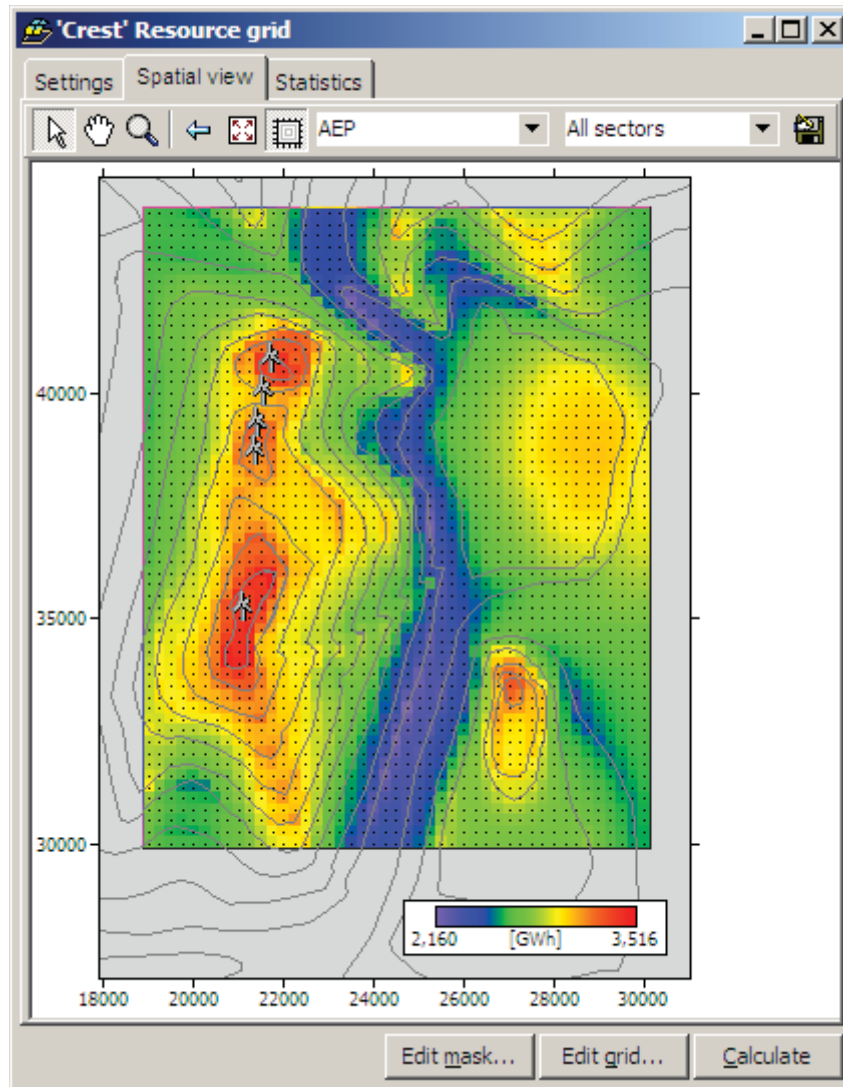 'Crest' Resource grid
Settings Spatial view Statistics
AEP All sectors
40000
35000
30000
2,160 [GWh] 3,516
18000 20000 22000 24000 26000 28000 30000
Edit mask... Edit grid... Calculate